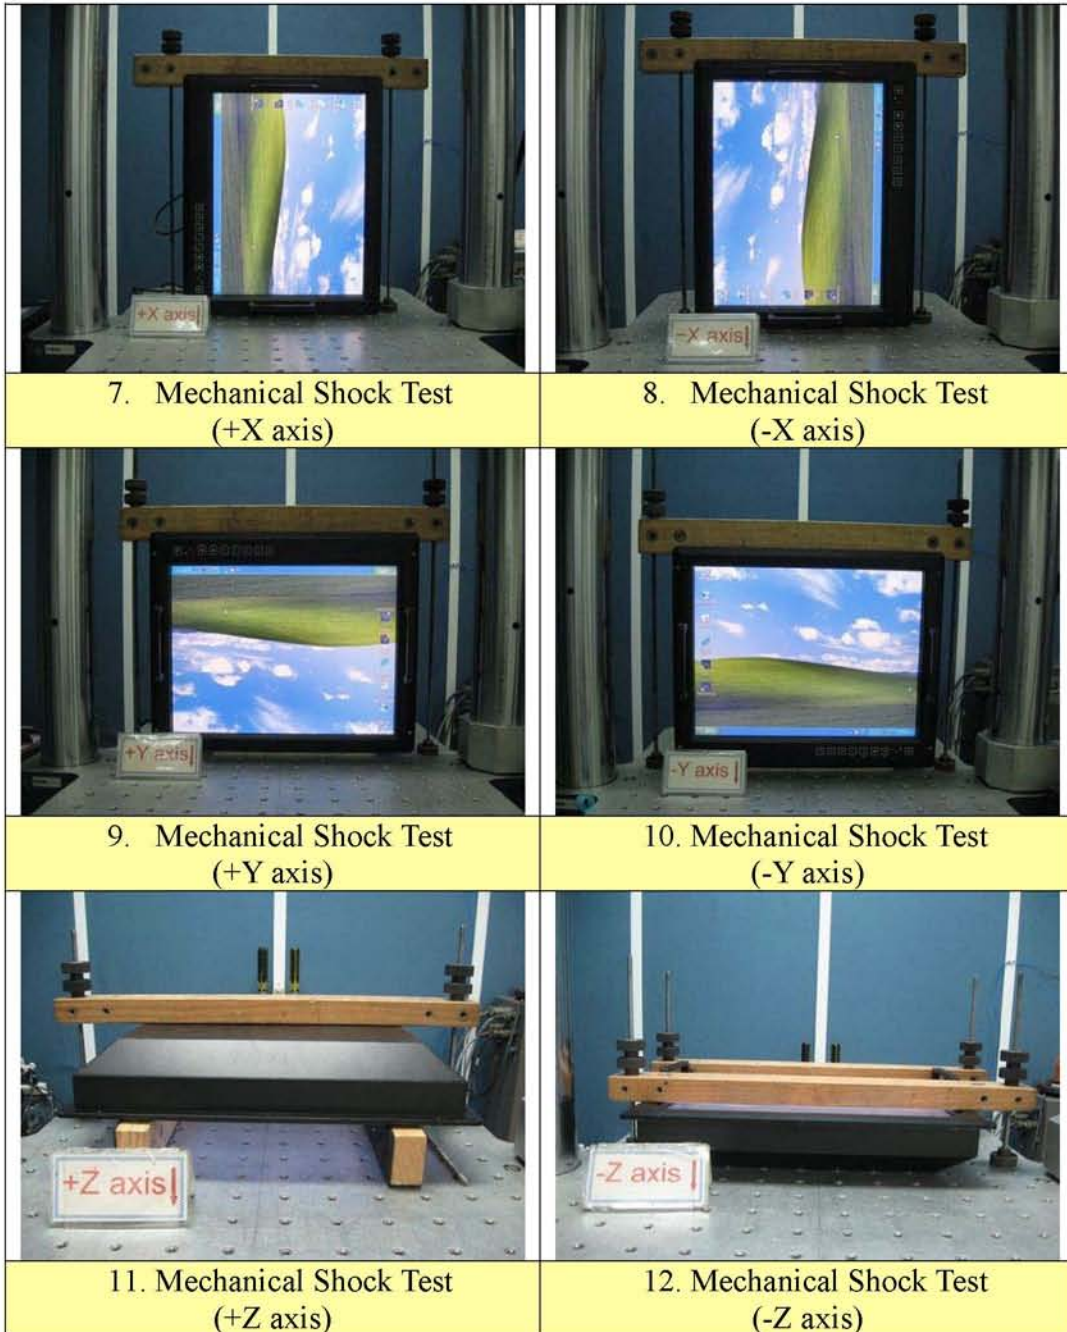 +X axis
-X axis
7. Mechanical Shock Test
(+X axis)
8. Mechanical Shock Test
(-X axis)
+Y axis
-Y axis
9. Mechanical Shock Test
(+Y axis)
10. Mechanical Shock Test
(-Y axis)
+Z axis
-Z axis
11. Mechanical Shock Test
(+Z axis)
12. Mechanical Shock Test
(-Z axis)